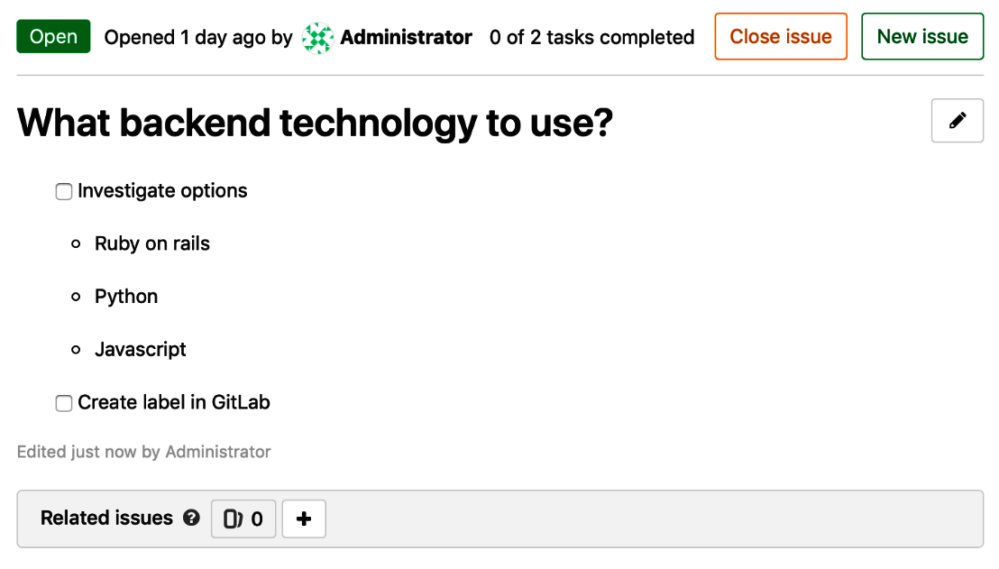 Open Opened 1 day ago by Administrator 0 of 2 tasks completed Close issue New issue
What backend technology to use?
Investigate options
Ruby on rails
Python
Javascript
Create label in GitLab
Edited just now by Administrator
Related issues ? 0 +